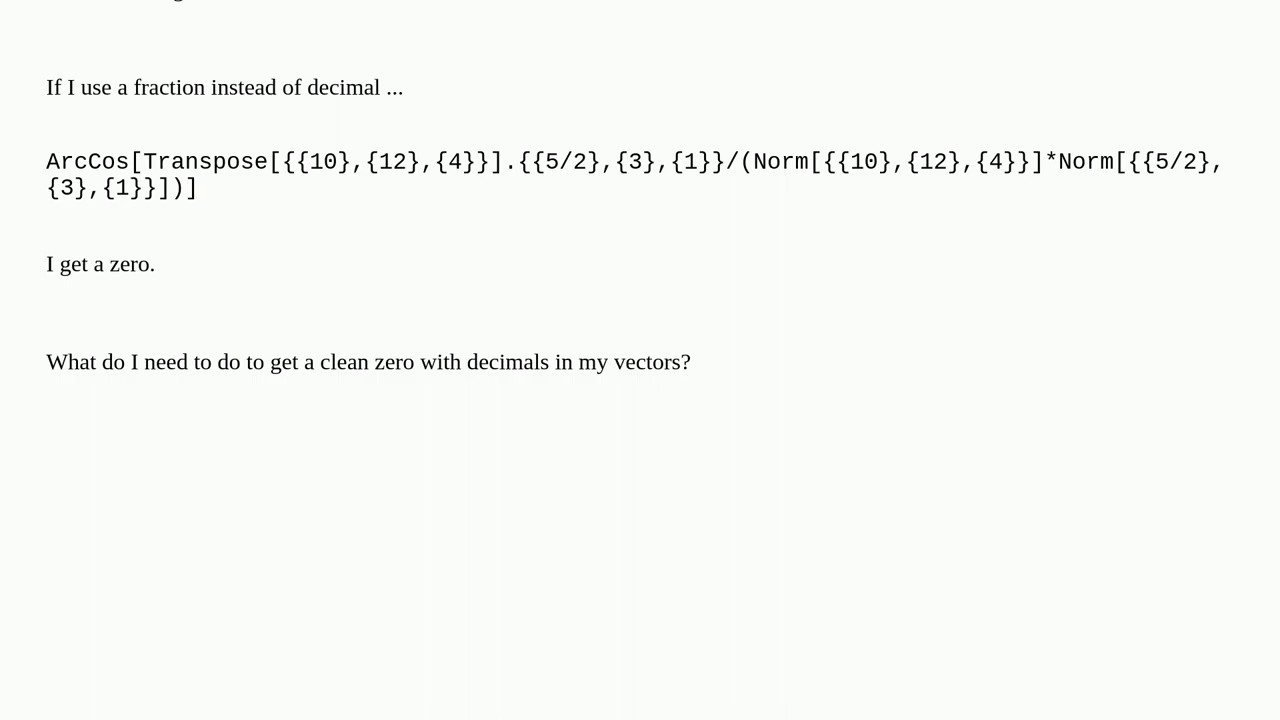 If I use a fraction instead of decimal ...
ArcCos[Transpose[{{10},{12},{4}}].{{5/2},{3},{1}}/(Norm[{{10},{12},{4}}]*Norm[{{5/2},
{3},{1}}])]
I get a zero.
What do I need to do to get a clean zero with decimals in my vectors?